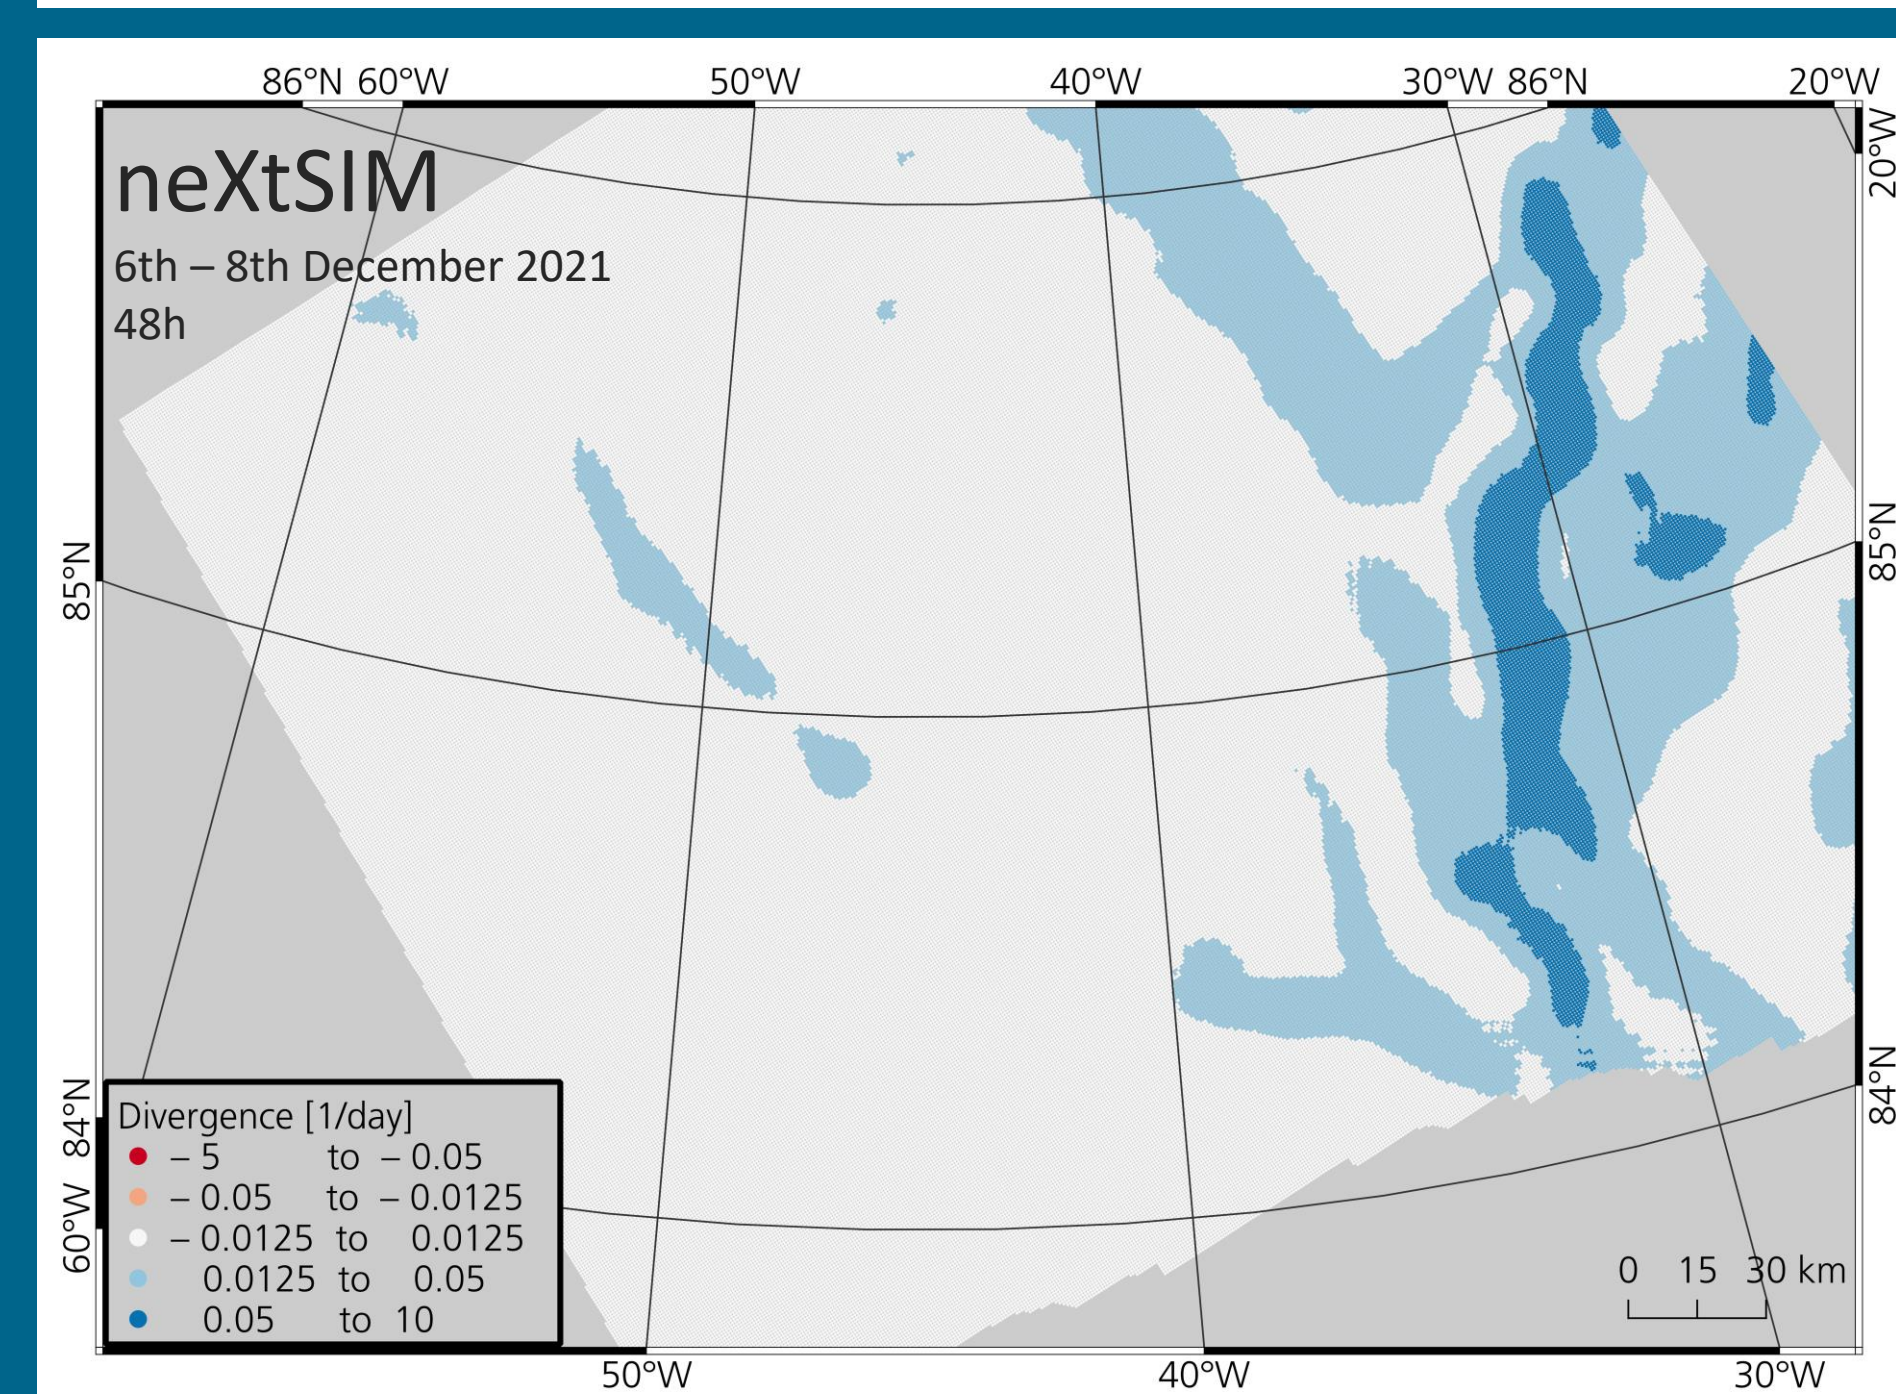 86°N 60°W 50°W 40°W 30°W 86°N 20°W
20°W
neXtSIM
6th – 8th December 2021
48h
85°N
85°N
84°N
84°N
60°W
Divergence [1/day]
– 5 to – 0.05
– 0.05 to – 0.0125
– 0.0125 to 0.0125
0.0125 to 0.05
0.05 to 10
0 15 30 km
50°W 40°W 30°W